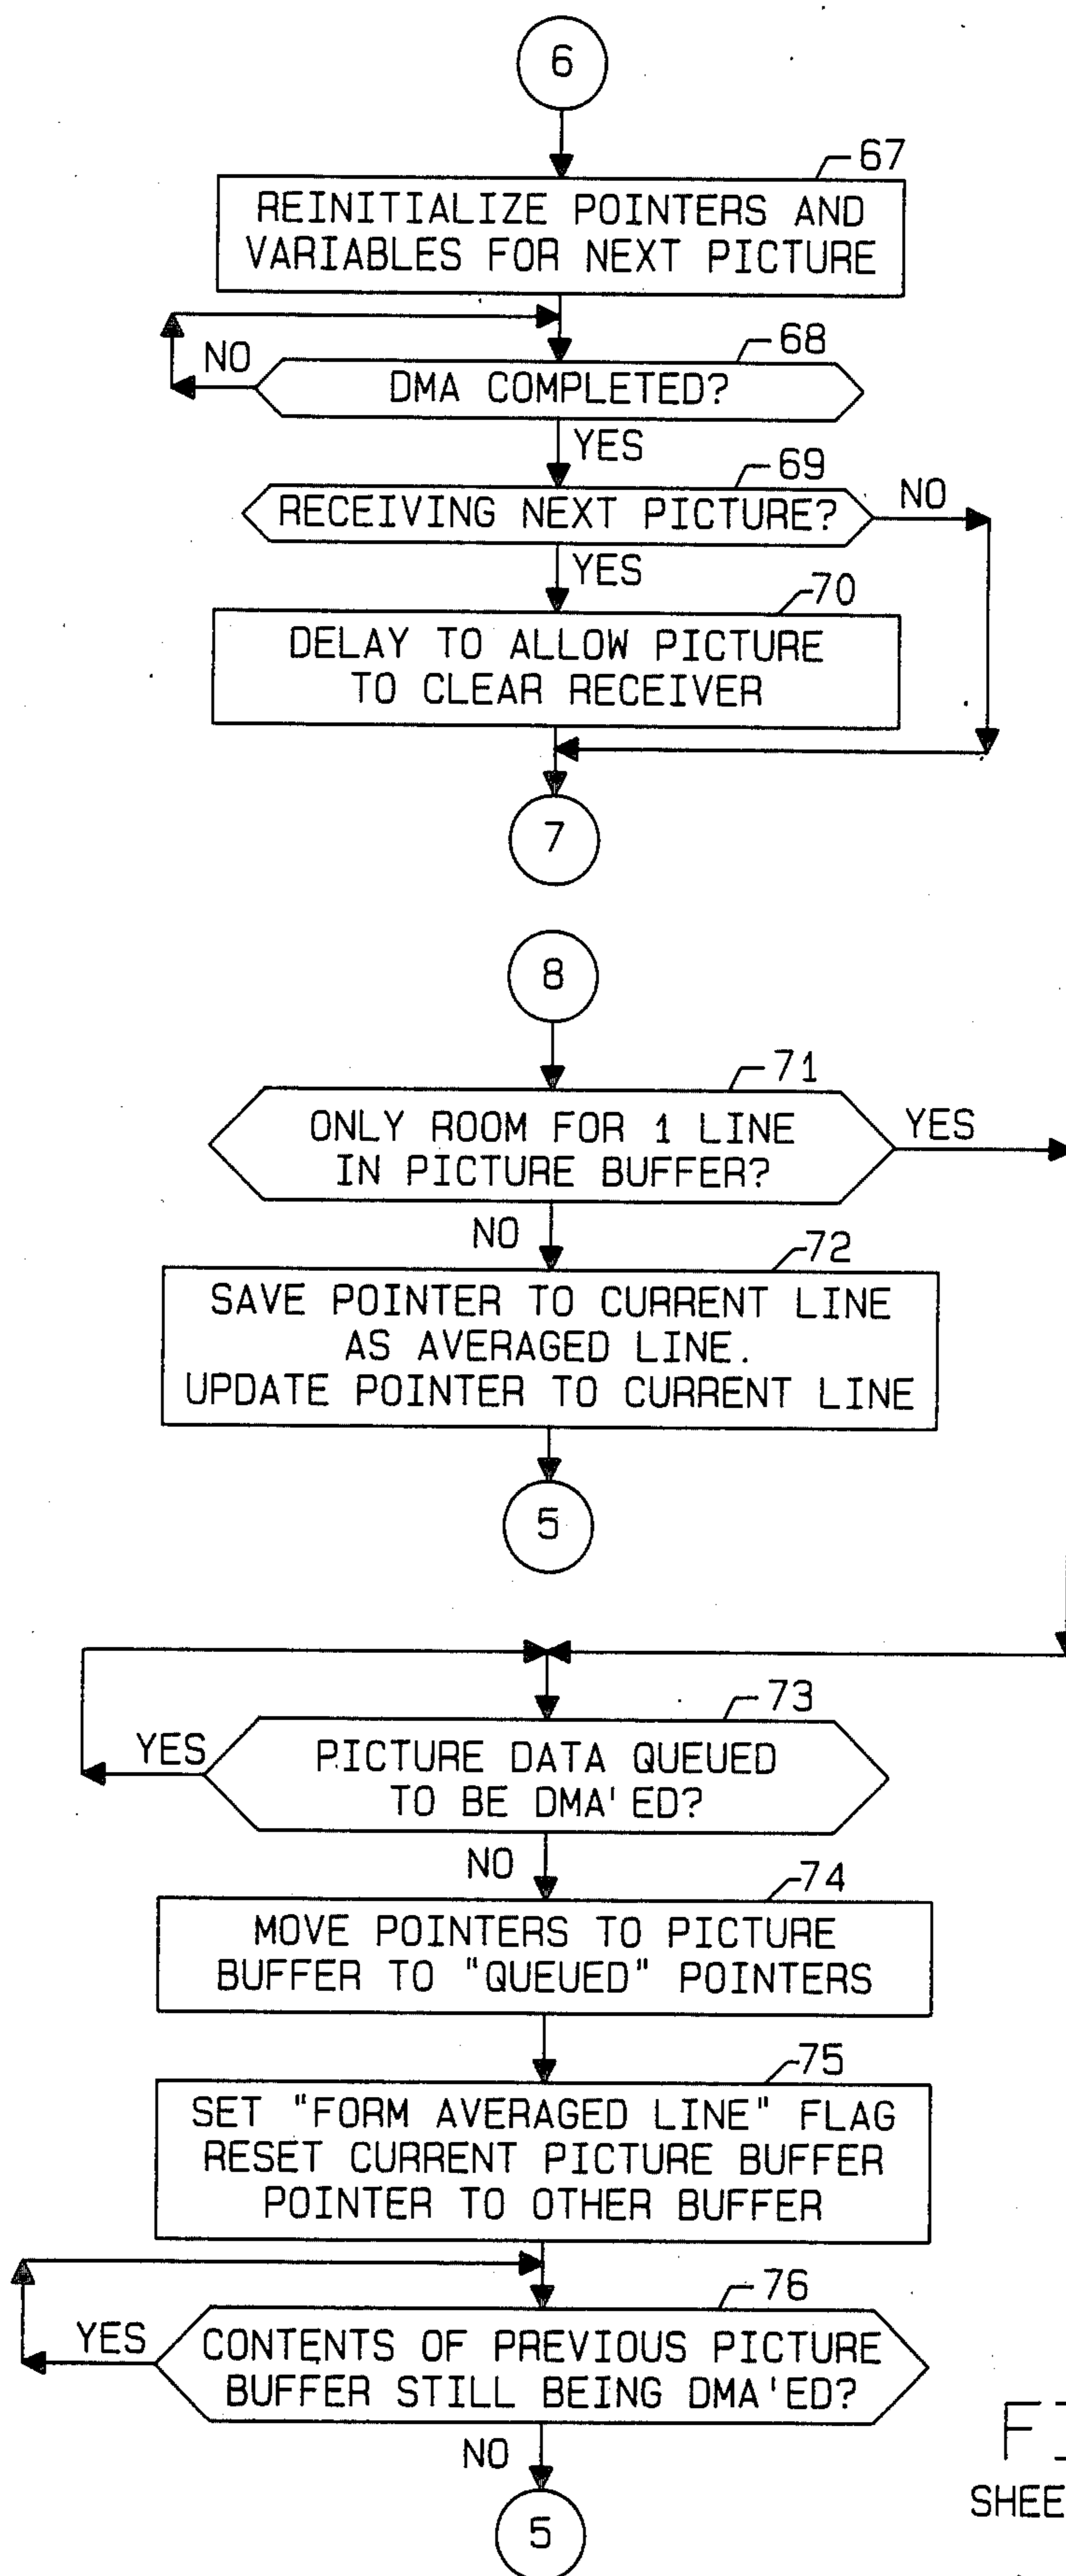 6
67
REINITIALIZE POINTERS AND
VARIABLES FOR NEXT PICTURE
68
NO
DMA COMPLETED?
YES
69
NO
RECEIVING NEXT PICTURE?
YES
70
DELAY TO ALLOW PICTURE
TO CLEAR RECEIVER
7
8
71
ONLY ROOM FOR 1 LINE
IN PICTURE BUFFER?
YES
NO
72
SAVE POINTER TO CURRENT LINE
AS AVERAGED LINE.
UPDATE POINTER TO CURRENT LINE
5
73
YES
PICTURE DATA QUEUED
TO BE DMA'ED?
NO
74
MOVE POINTERS TO PICTURE
BUFFER TO "QUEUED" POINTERS
75
SET "FORM AVERAGED LINE" FLAG
RESET CURRENT PICTURE BUFFER
POINTER TO OTHER BUFFER
76
YES
CONTENTS OF PREVIOUS PICTURE
BUFFER STILL BEING DMA'ED?
NO
5